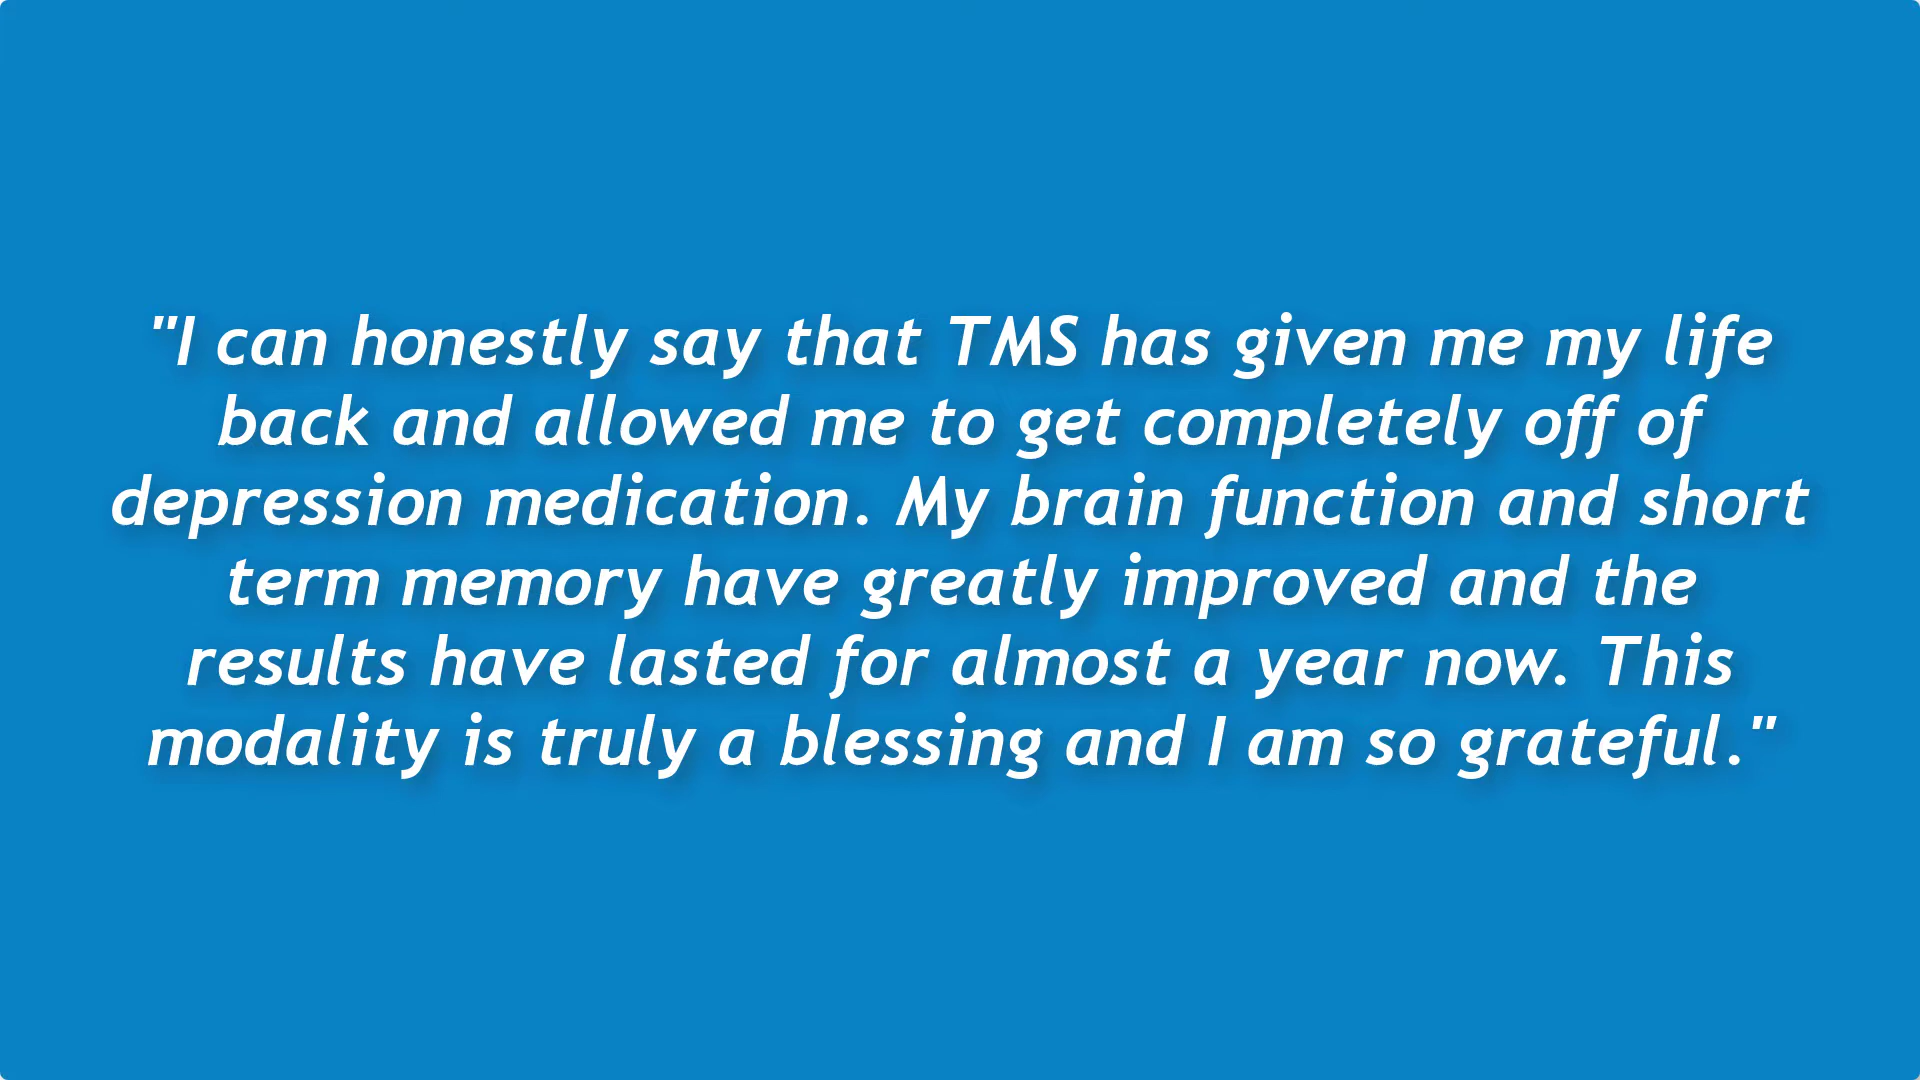 "I can honestly say that TMS has given me my life
back and allowed me to get completely off of
depression medication. My brain function and short
term memory have greatly improved and the
results have lasted for almost a year now. This
modality is truly a blessing and I am so grateful."